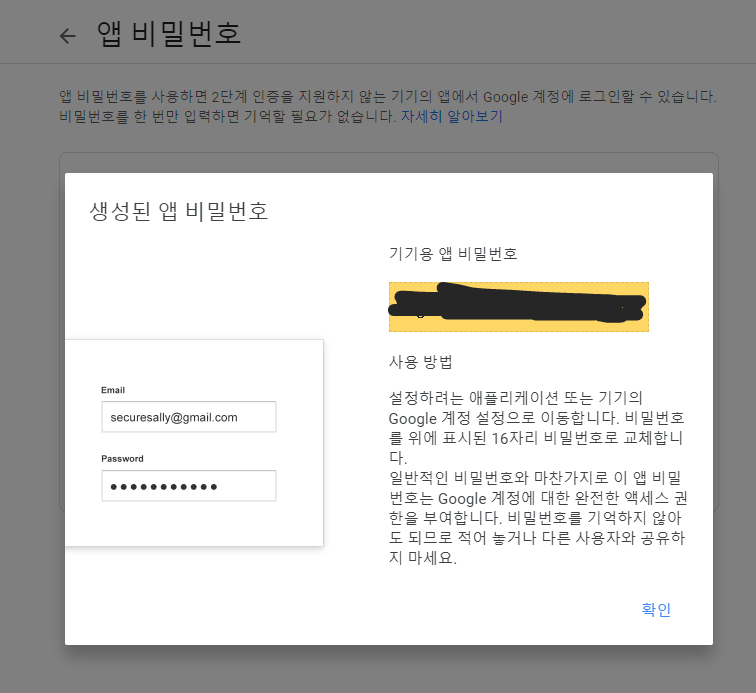 앱 비밀번호
앱 비밀번호를 사용하면 2단계 인증을 지원하지 않는 기기의 앱에서 Google 계정에 로그인할 수 있습니다.
비밀번호를 한 번만 입력하면 기억할 필요가 없습니다. 자세히 알아보기
생성된 앱 비밀번호
기기용 앱 비밀번호
Email
securesally@gmail.com
Password
사용 방법
설정하려는 애플리케이션 또는 기기의
Google 계정 설정으로 이동합니다. 비밀번호
를 위에 표시된 16자리 비밀번호로 교체합니
다.
일반적인 비밀번호와 마찬가지로 이 앱 비밀
번호는 Google 계정에 대한 완전한 액세스 권
한을 부여합니다. 비밀번호를 기억하지 않아
도 되므로 적어 놓거나 다른 사용자와 공유하
지 마세요.
확인